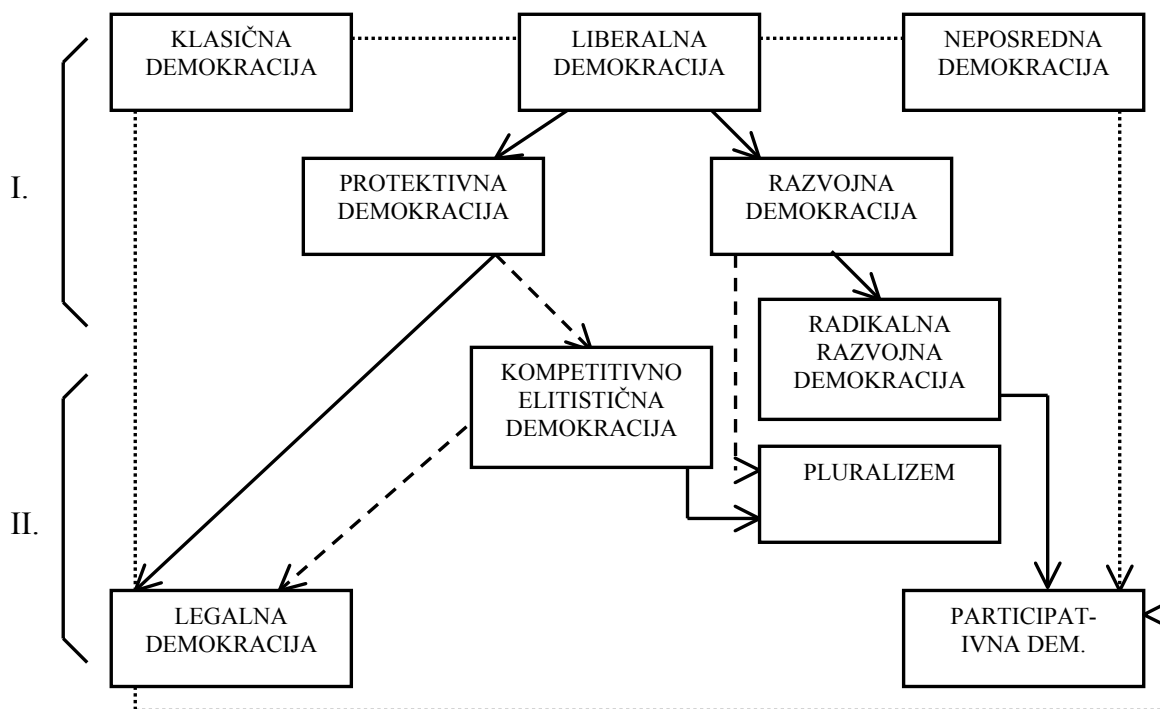 KLASIČNA
DEMOKRACIJA
LIBERALNA
DEMOKRACIJA
NEPOSREDNA
DEMOKRACIJA
I.
PROTEKTIVNA
DEMOKRACIJA
RAZVOJNA
DEMOKRACIJA
RADIKALNA
RAZVOJNA
DEMOKRACIJA
KOMPETITIVNO
ELITISTIČNA
DEMOKRACIJA
PLURALIZEM
II.
LEGALNA
DEMOKRACIJA
PARTICIPAT-
IVNA DEM.